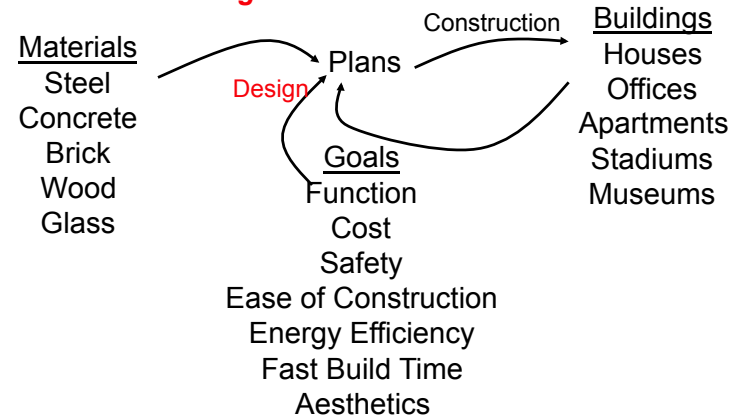 Materials
Steel
Concrete
Brick
Wood
Glass
Design
Plans
Construction
Goals
Function
Cost
Safety
Ease of Construction
Energy Efficiency
Fast Build Time
Aesthetics
Buildings
Houses
Offices
Apartments
Stadiums
Museums